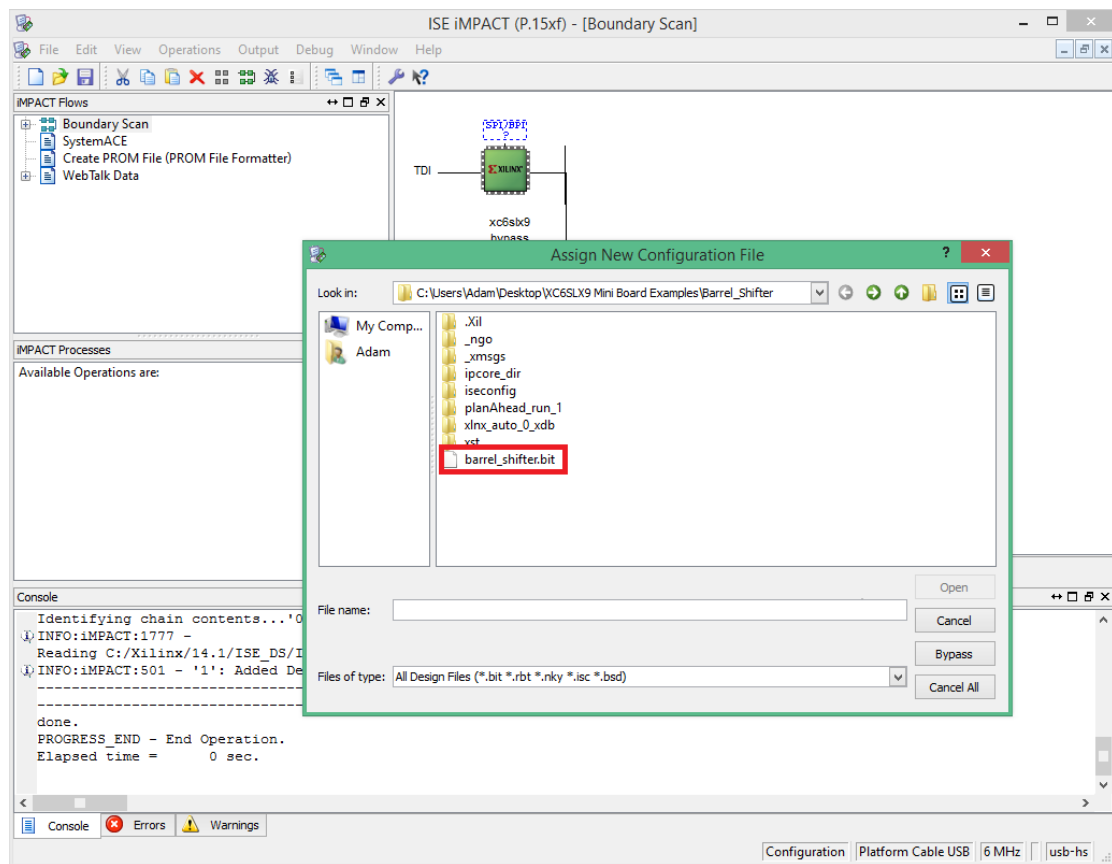 ISE iMPACT (P.15xf) - [Boundary Scan]
File Edit View Operations Output Debug Window Help
iMPACT Flows
Boundary Scan
SystemACE
Create PROM File (PROM File Formatter)
WebTalk Data
SPI/BPI
?
TDI
XILINX
xc6slx9
bypass
iMPACT Processes
Available Operations are:
Assign New Configuration File
Look in: C:\Users\Adam\Desktop\XC6SLX9 Mini Board Examples\Barrel_Shifter
My Comp...
Adam
.Xil
_ngo
_xmsgs
ipcore_dir
iseconfig
planAhead_run_1
xlnx_auto_0_xdb
xst
barrel_shifter.bit
File name:
Files of type: All Design Files (*.bit *.rbt *.nky *.isc *.bsd)
Open
Cancel
Bypass
Cancel All
Console
Identifying chain contents...'0
INFO:iMPACT:1777 -
Reading C:/Xilinx/14.1/ISE_DS/I
INFO:iMPACT:501 - '1': Added De
----------------------------------
----------------------------------
done.
PROGRESS_END - End Operation.
Elapsed time = 0 sec.
Console Errors Warnings
Configuration Platform Cable USB 6 MHz usb-hs